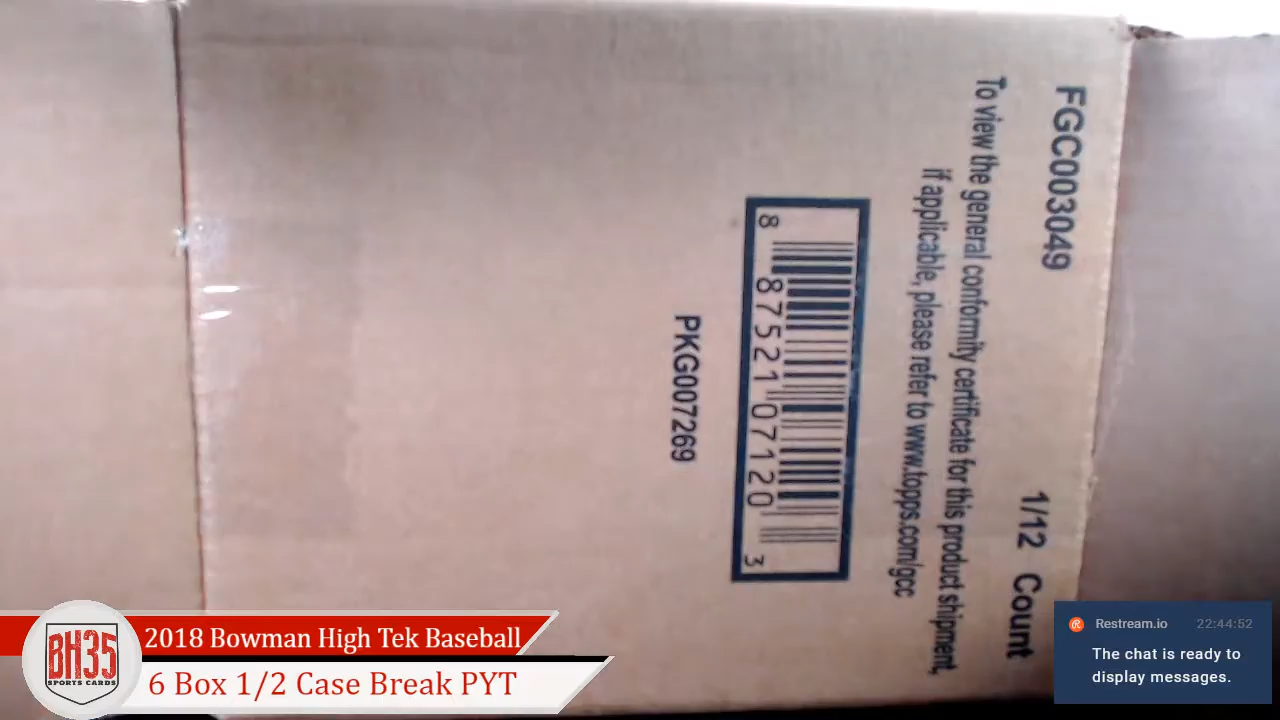 FGC003049
1/12 Count
To view the general conformity certificate for this product shipment,
if applicable, please refer to www.topps.com/gcc
8 87521 07120 3
PKG007269
BH35
SPORTS CARDS
2018 Bowman High Tek Baseball
6 Box 1/2 Case Break PYT
Restream.io 22:44:52
The chat is ready to
display messages.